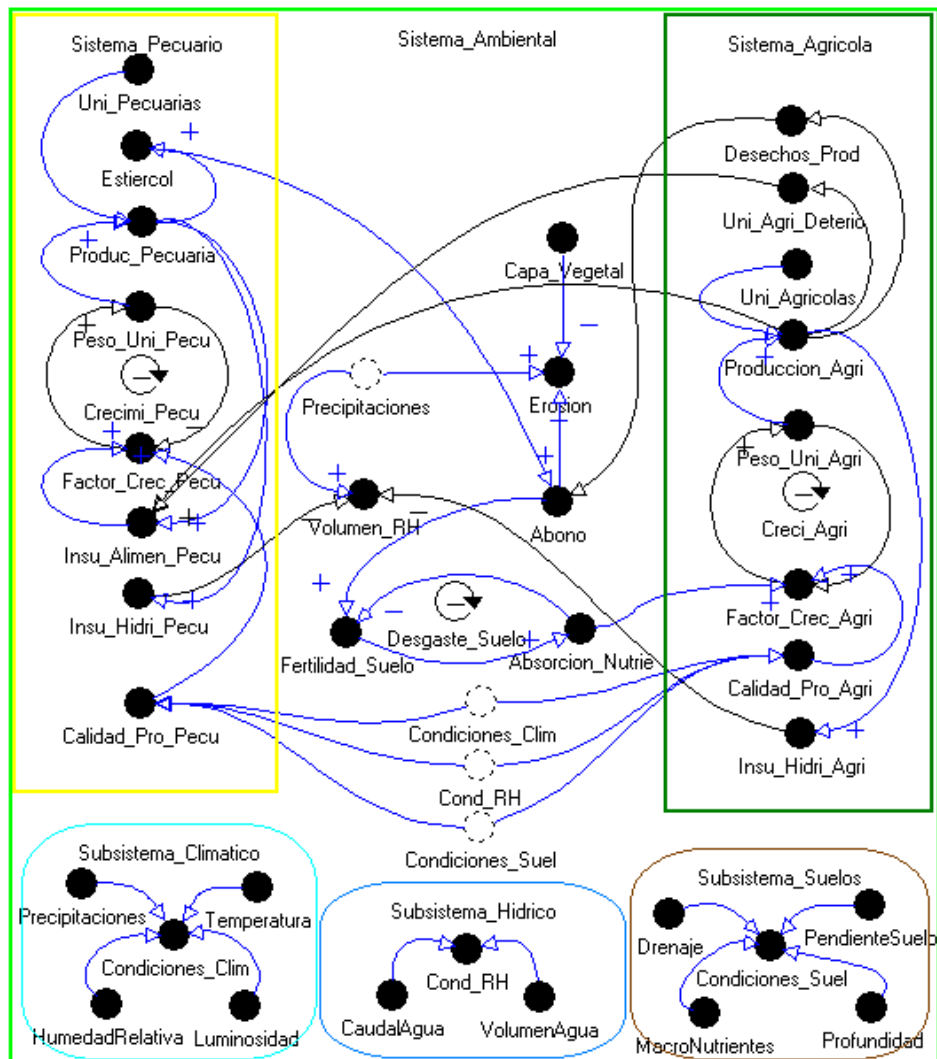 Sistema_Pecuario
Sistema_Ambiental
Sistema_Agricola
Uni_Pecuarias
+
Estiercol
Desechos_Prod
Produc_Pecuaria
+
Uni_Agri_Deterio
Capa_Vegetal
Uni_Agricolas
Peso_Uni_Pecu
+
−
Produccion_Agri
+
Crecimi_Pecu
−
Precipitaciones
+
Erosion
+
Peso_Uni_Agri
+
Factor_Crec_Pecu
+
+
+
−
Volumen_RH
+
−
−
Abono
+
Creci_Agri
−
Insu_Alimen_Pecu
+
+
Insu_Hidri_Pecu
+
Fertilidad_Suelo
+
−
Desgaste_Suelo
−
Absorcion_Nutrie
+
Factor_Crec_Agri
+
+
Calidad_Pro_Pecu
Calidad_Pro_Agri
Condiciones_Clim
Insu_Hidri_Agri
+
Cond_RH
Condiciones_Suel
Subsistema_Climatico
Precipitaciones
Temperatura
Condiciones_Clim
HumedadRelativa
Luminosidad
Subsistema_Hidrico
Cond_RH
CaudalAgua
VolumenAgua
Subsistema_Suelos
Drenaje
PendienteSuelo
Condiciones_Suel
MacroNutrientes
Profundidad